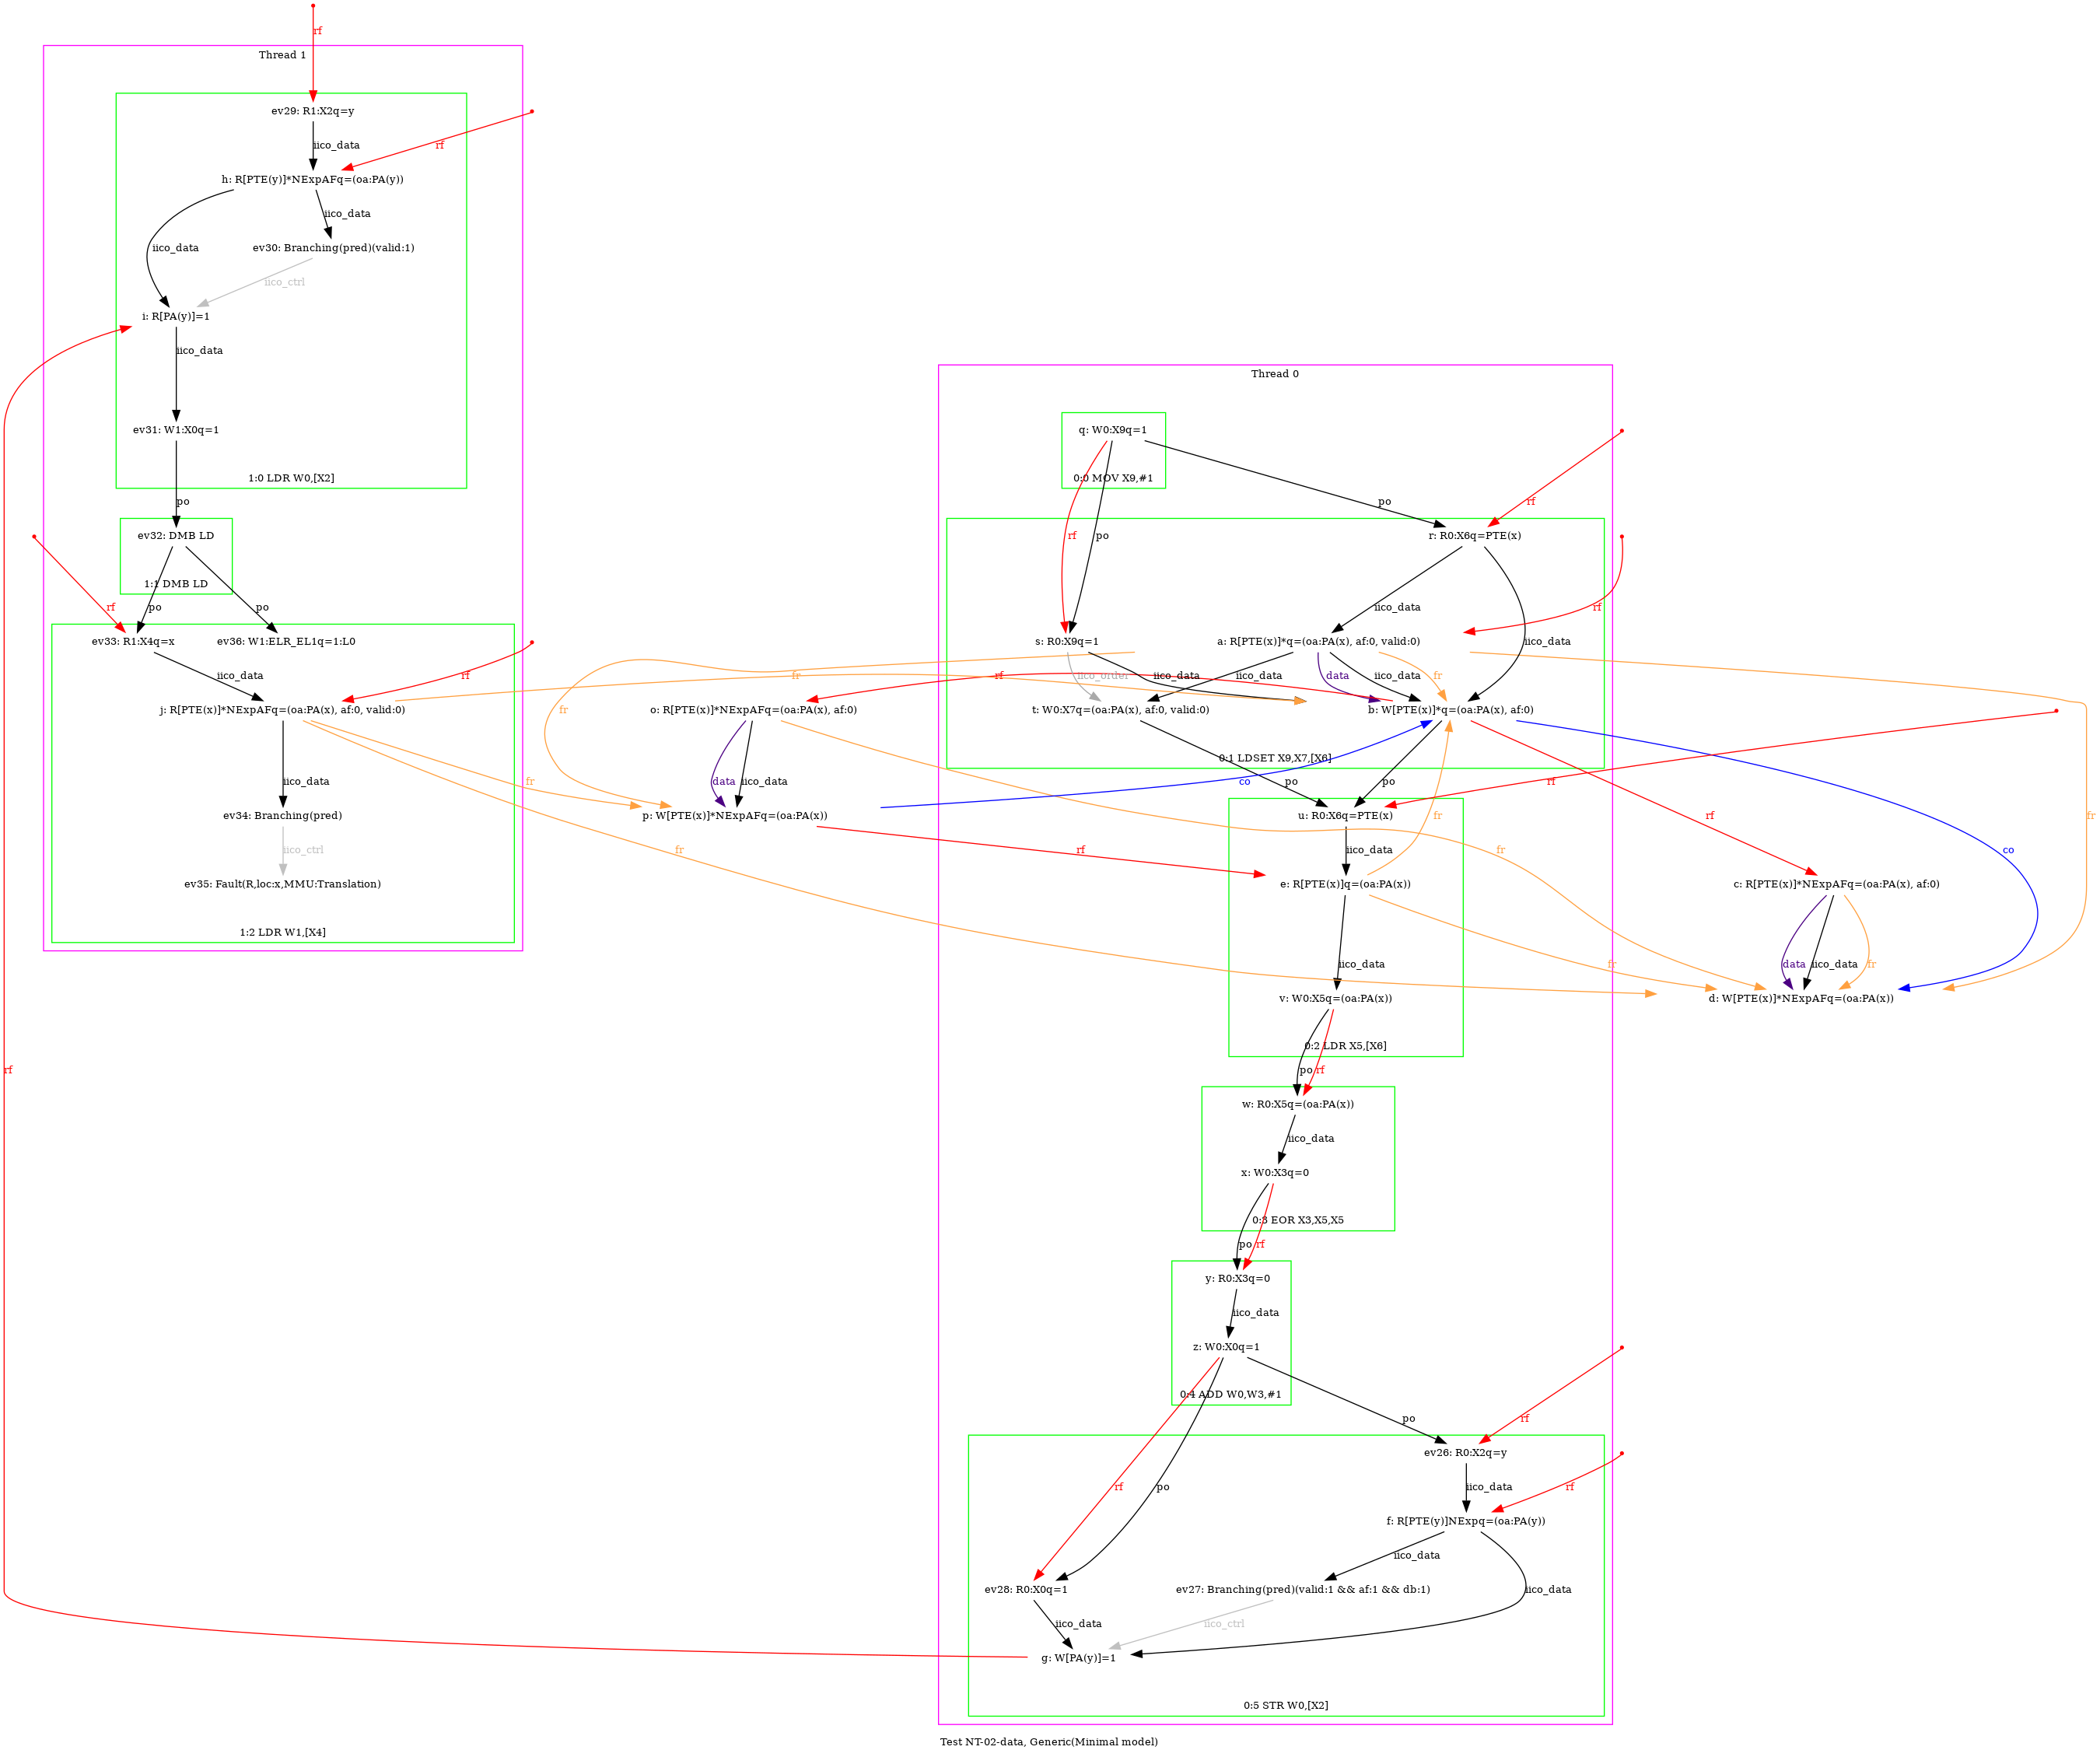 rf
Thread 1
ev29: R1:X2q=y
iico_data
rf
h: R[PTE(y)]*NExpAFq=(oa:PA(y))
iico_data
iico_data
ev30: Branching(pred)(valid:1)
iico_ctrl
i: R[PA(y)]=1
iico_data
ev31: W1:X0q=1
1:0 LDR W0,[X2]
po
ev32: DMB LD
1:1 DMB LD
rf
po
po
ev33: R1:X4q=x
ev36: W1:ELR_EL1q=1:L0
iico_data
rf
j: R[PTE(x)]*NExpAFq=(oa:PA(x), af:0, valid:0)
iico_data
ev34: Branching(pred)
iico_ctrl
ev35: Fault(R,loc:x,MMU:Translation)
1:2 LDR W1,[X4]
rf
fr
fr
fr
fr
rf
o: R[PTE(x)]*NExpAFq=(oa:PA(x), af:0)
data
iico_data
p: W[PTE(x)]*NExpAFq=(oa:PA(x))
co
rf
Thread 0
q: W0:X9q=1
0:0 MOV X9,#1
rf
po
po
rf
r: R0:X6q=PTE(x)
iico_data
rf
s: R0:X9q=1
a: R[PTE(x)]*q=(oa:PA(x), af:0, valid:0)
iico_order
iico_data
iico_data
data
iico_data
fr
iico_data
t: W0:X7q=(oa:PA(x), af:0, valid:0)
b: W[PTE(x)]*q=(oa:PA(x), af:0)
0:1 LDSET X9,X7,[X6]
po
po
rf
u: R0:X6q=PTE(x)
iico_data
fr
fr
rf
co
fr
e: R[PTE(x)]q=(oa:PA(x))
c: R[PTE(x)]*NExpAFq=(oa:PA(x), af:0)
iico_data
fr
data
iico_data
fr
v: W0:X5q=(oa:PA(x))
d: W[PTE(x)]*NExpAFq=(oa:PA(x))
0:2 LDR X5,[X6]
po
rf
w: R0:X5q=(oa:PA(x))
iico_data
x: W0:X3q=0
0:3 EOR X3,X5,X5
po
rf
y: R0:X3q=0
iico_data
z: W0:X0q=1
0:4 ADD W0,W3,#1
rf
po
po
rf
ev26: R0:X2q=y
iico_data
rf
f: R[PTE(y)]NExpq=(oa:PA(y))
iico_data
iico_data
ev28: R0:X0q=1
ev27: Branching(pred)(valid:1 && af:1 && db:1)
iico_data
iico_ctrl
g: W[PA(y)]=1
0:5 STR W0,[X2]
Test NT-02-data, Generic(Minimal model)